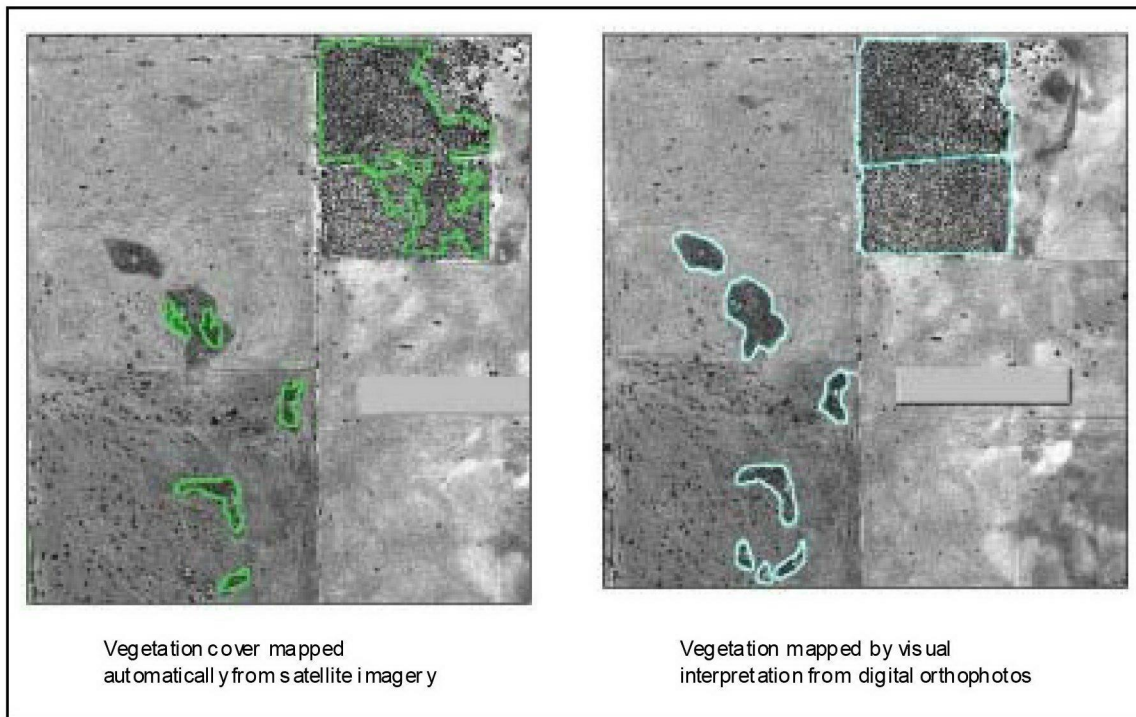 Vegetation cover mapped
automatically from satellite imagery
Vegetation mapped by visual
interpretation from digital orthophotos